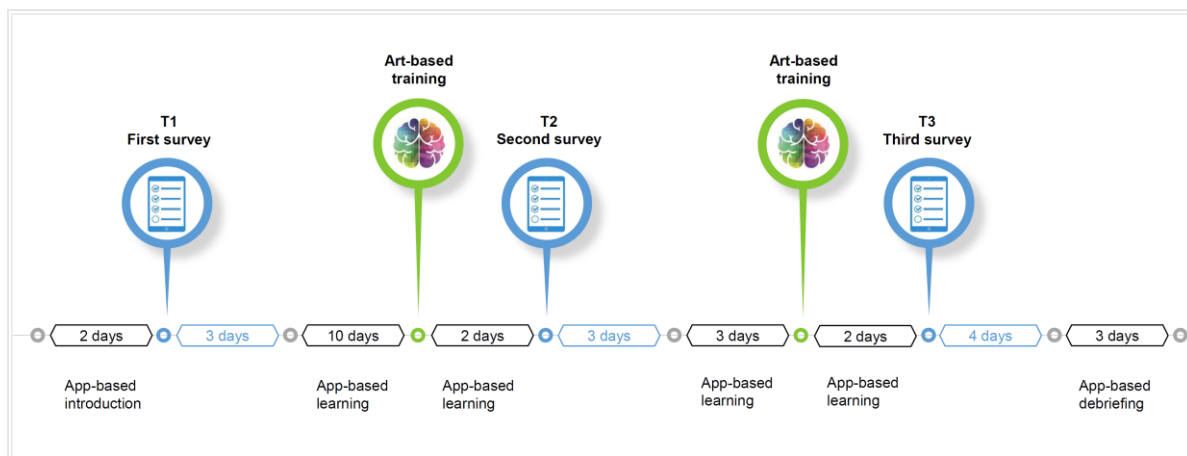 Art-based
training
Art-based
training
T1
First survey
T2
Second survey
T3
Third survey
2 days
3 days
10 days
2 days
3 days
3 days
2 days
4 days
3 days
App-based
introduction
App-based
learning
App-based
learning
App-based
learning
App-based
learning
App-based
debriefing